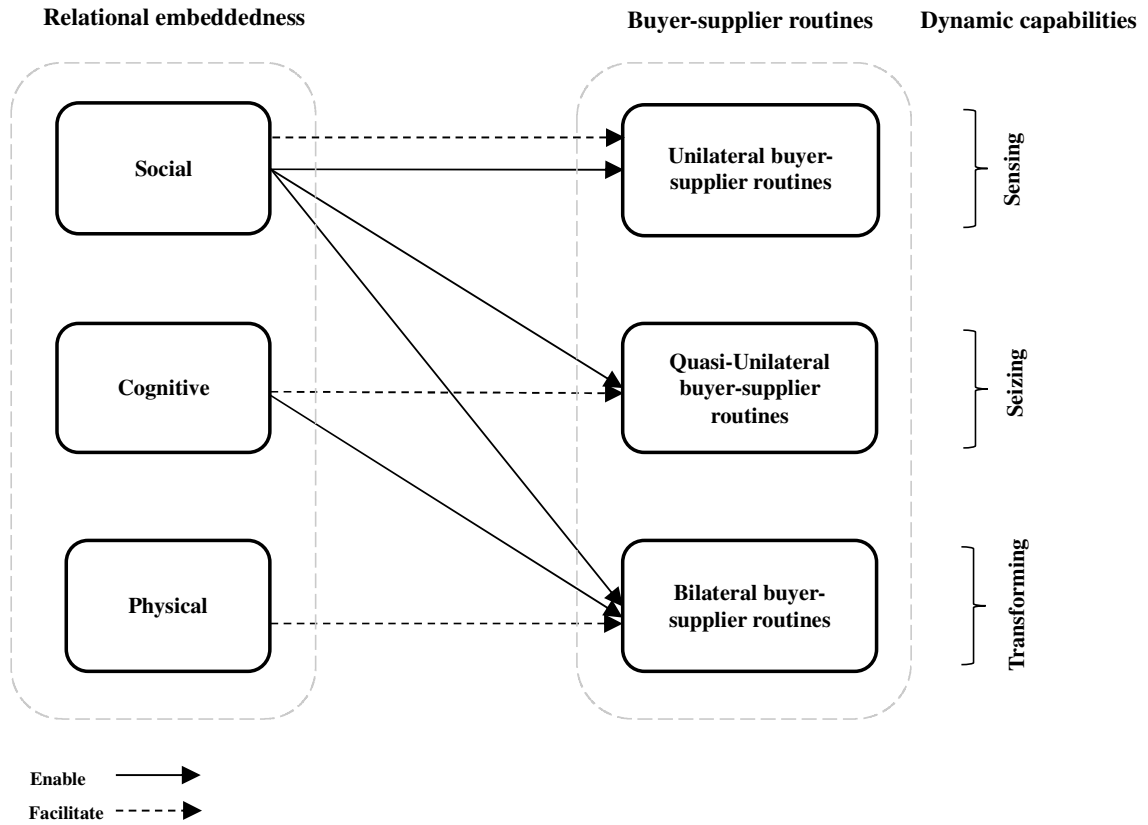 Relational embeddedness
Buyer-supplier routines
Dynamic capabilities
Social
Unilateral buyer-
supplier routines
Sensing
Cognitive
Quasi-Unilateral
buyer-supplier
routines
Seizing
Physical
Bilateral buyer-
supplier routines
Transforming
Enable
Facilitate